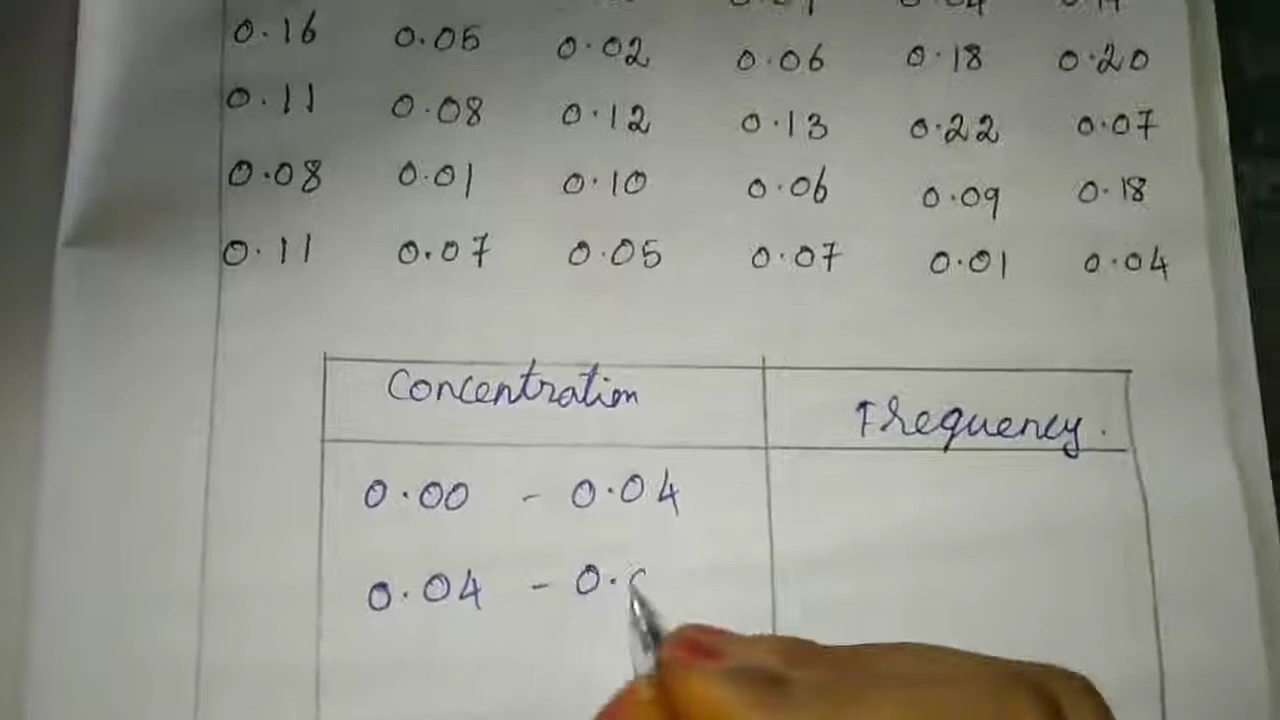 0.16 0.05 0.02 0.06 0.18 0.20
0.11 0.08 0.12 0.13 0.22 0.07
0.08 0.01 0.10 0.06 0.09 0.18
0.11 0.07 0.05 0.07 0.01 0.04
Concentration Frequency.
0.00 - 0.04
0.04 - 0.